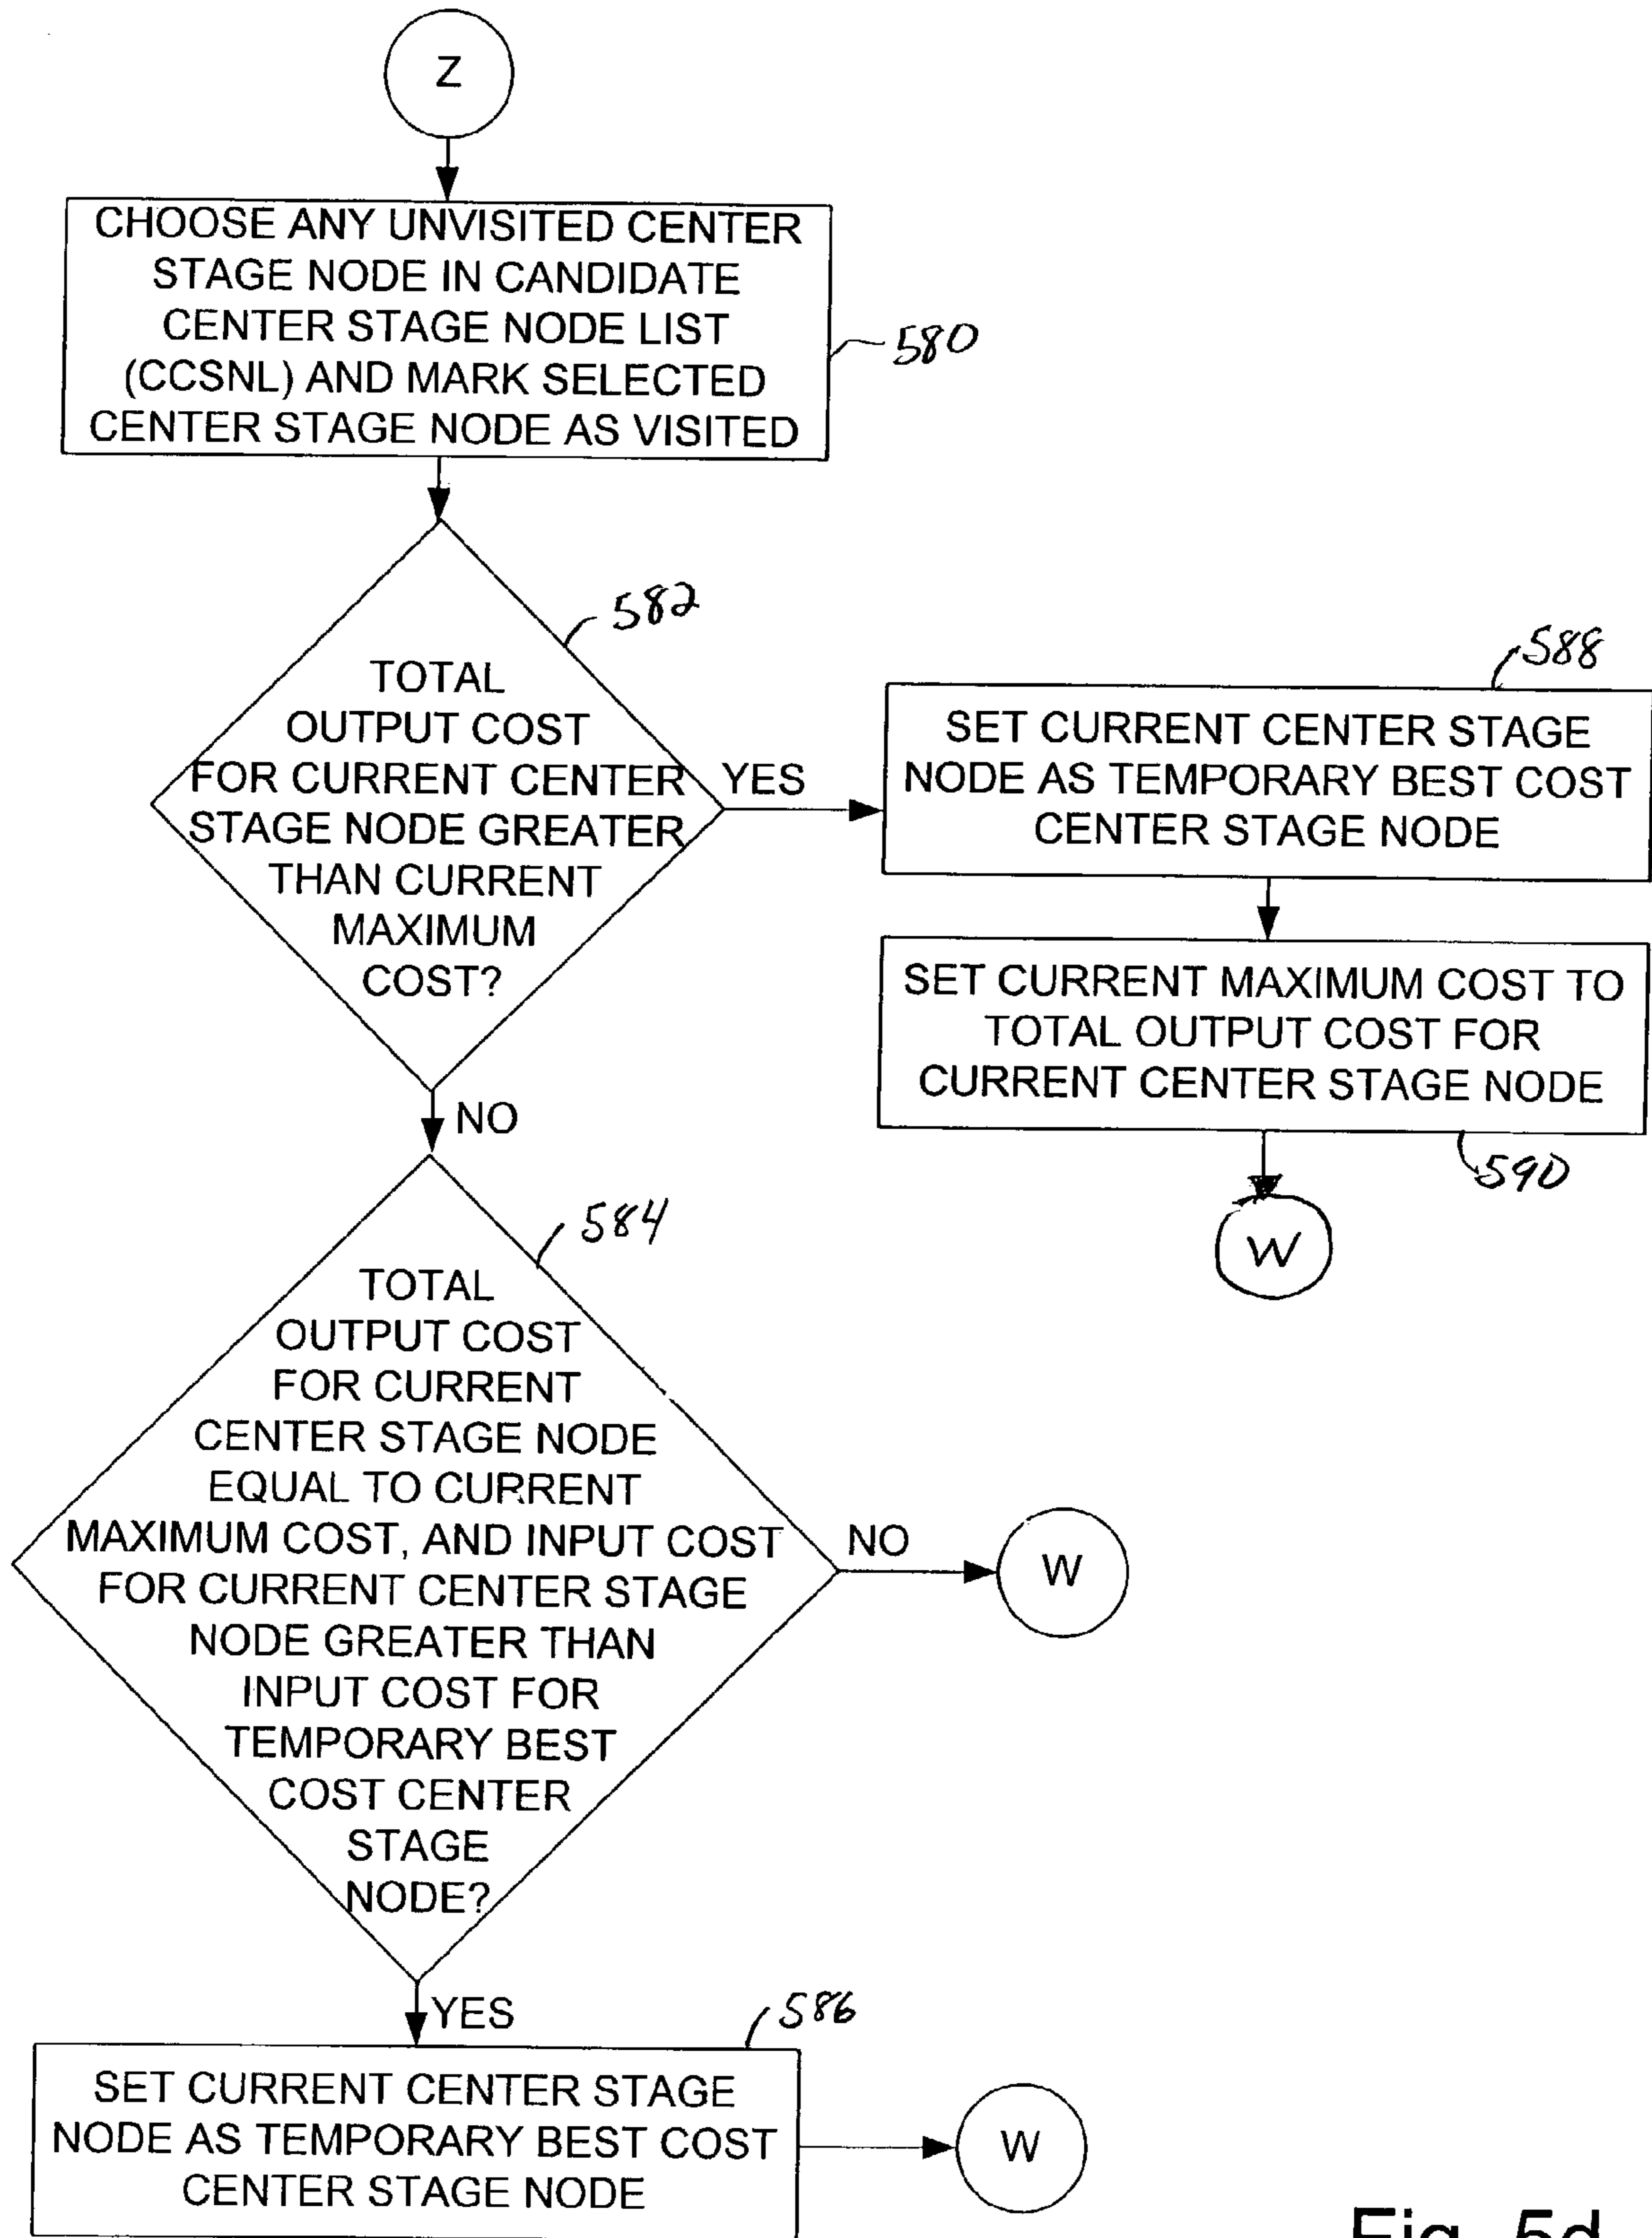 Z
CHOOSE ANY UNVISITED CENTER
STAGE NODE IN CANDIDATE
CENTER STAGE NODE LIST
(CCSNL) AND MARK SELECTED
CENTER STAGE NODE AS VISITED
580
582
TOTAL
OUTPUT COST
FOR CURRENT CENTER
STAGE NODE GREATER
THAN CURRENT
MAXIMUM
COST?
YES
588
SET CURRENT CENTER STAGE
NODE AS TEMPORARY BEST COST
CENTER STAGE NODE
SET CURRENT MAXIMUM COST TO
TOTAL OUTPUT COST FOR
CURRENT CENTER STAGE NODE
590
W
NO
584
TOTAL
OUTPUT COST
FOR CURRENT
CENTER STAGE NODE
EQUAL TO CURRENT
MAXIMUM COST, AND INPUT COST
FOR CURRENT CENTER STAGE
NODE GREATER THAN
INPUT COST FOR
TEMPORARY BEST
COST CENTER
STAGE
NODE?
NO
W
YES
586
SET CURRENT CENTER STAGE
NODE AS TEMPORARY BEST COST
CENTER STAGE NODE
W
Fig. 5d